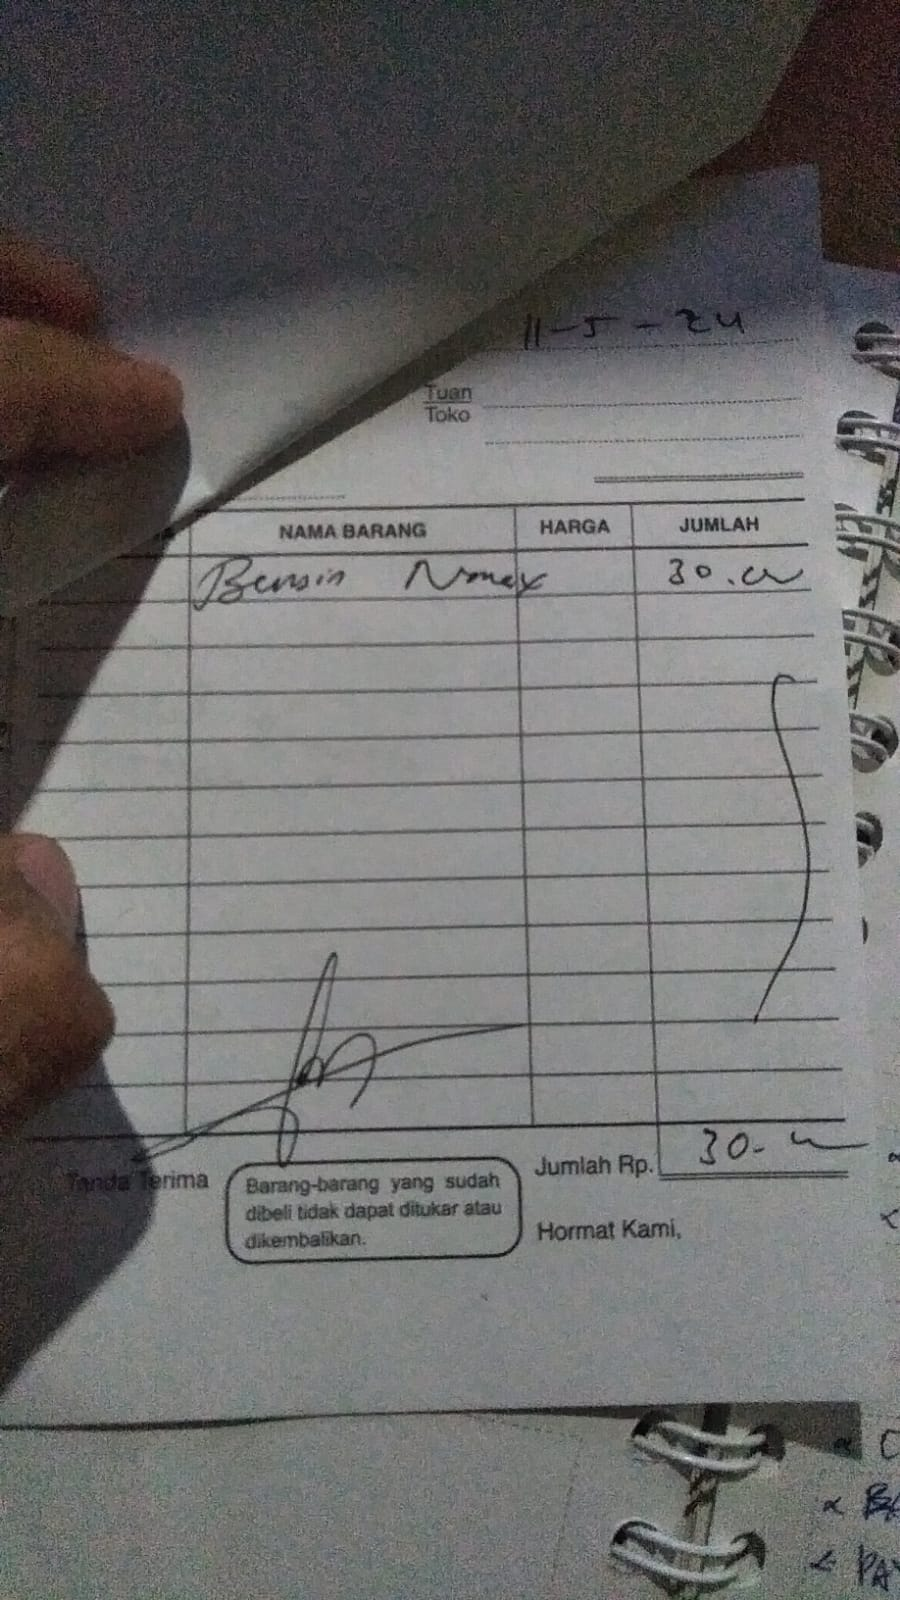 11-5-24
Tuan
Toko
NAMA BARANG HARGA JUMLAH
Bensin Nmax 30.
Tanda Terima
Barang-barang yang sudah
dibeli tidak dapat ditukar atau
dikembalikan.
Jumlah Rp. 30-
Hormat Kami,